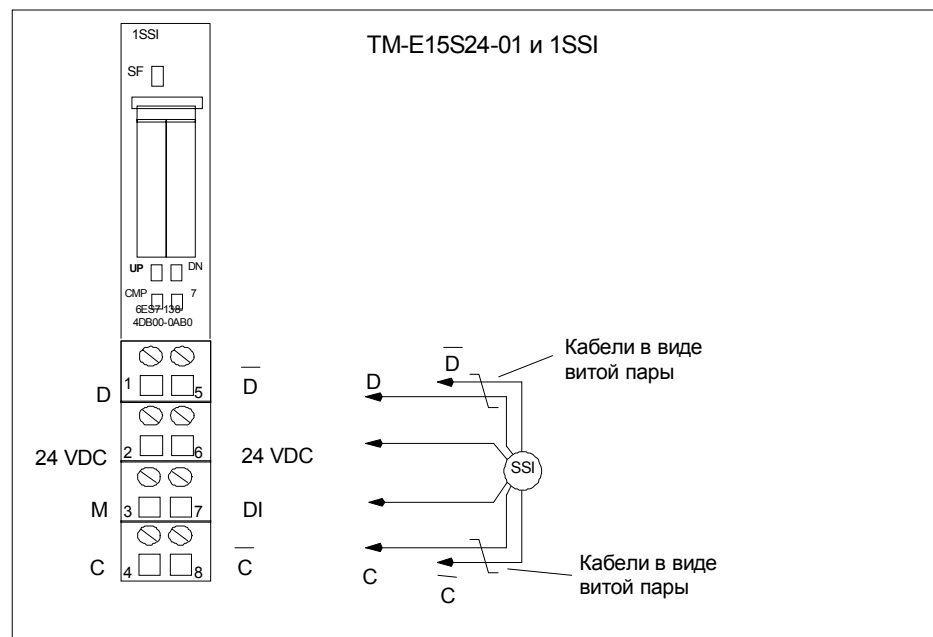 1SSI
TM-E15S24-01 и 1SSI
SF
UP
DN
CMP
7
6ES7 138-
4DB00-0AB0
D
1
5
D̅
24 VDC
2
6
24 VDC
M
3
7
DI
C
4
8
C̅
Кабели в виде
витой пары
D̅
D
SSI
C
C̅
Кабели в виде
витой пары